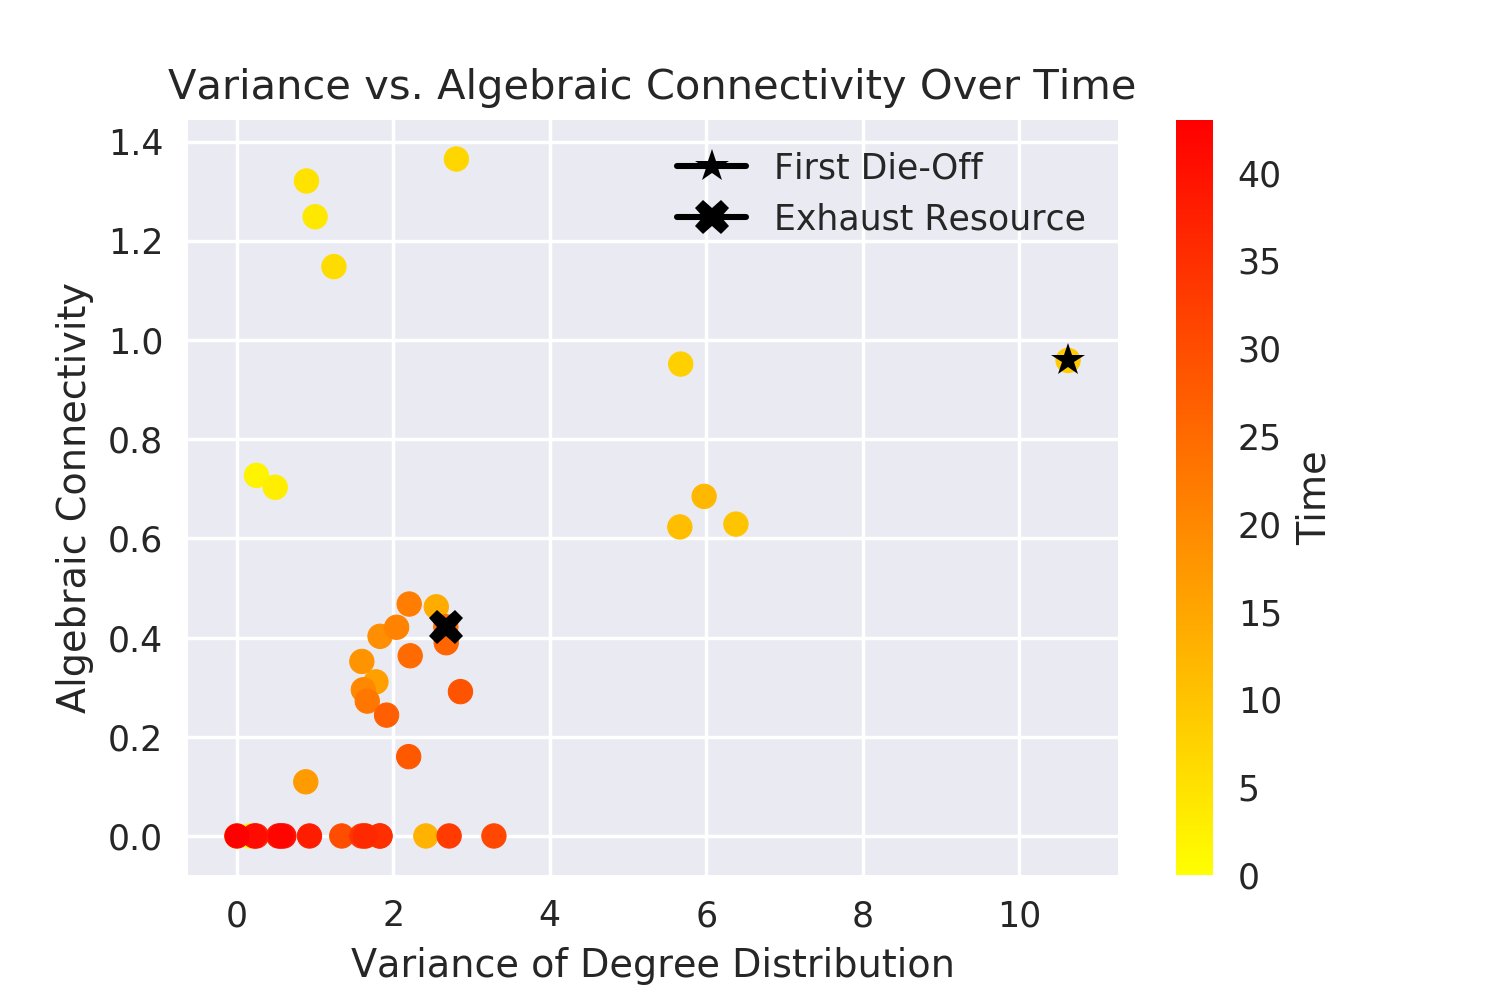 Variance vs. Algebraic Connectivity Over Time
First Die-Off
Exhaust Resource
Algebraic Connectivity
1.4
1.2
1.0
0.8
0.6
0.4
0.2
0.0
0 2 4 6 8 10
Variance of Degree Distribution
40
35
30
25
20
15
10
5
0
Time